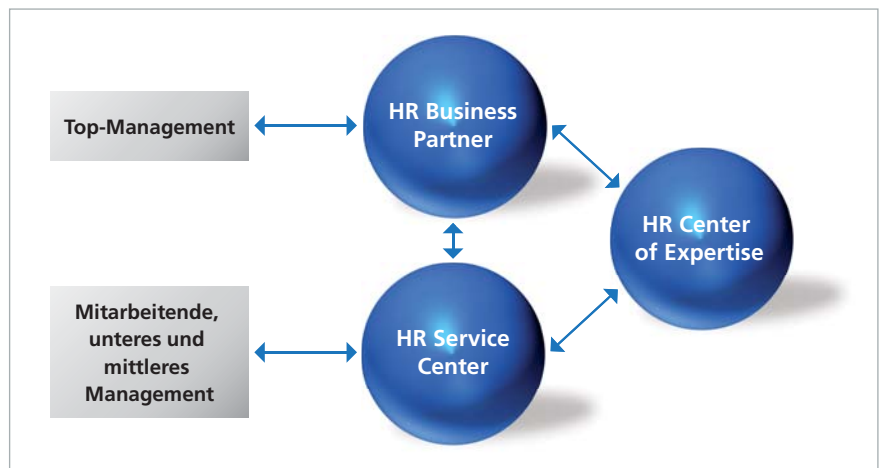 Top-Management
HR Business
Partner
HR Center
of Expertise
Mitarbeitende,
unteres und
mittleres
Management
HR Service
Center